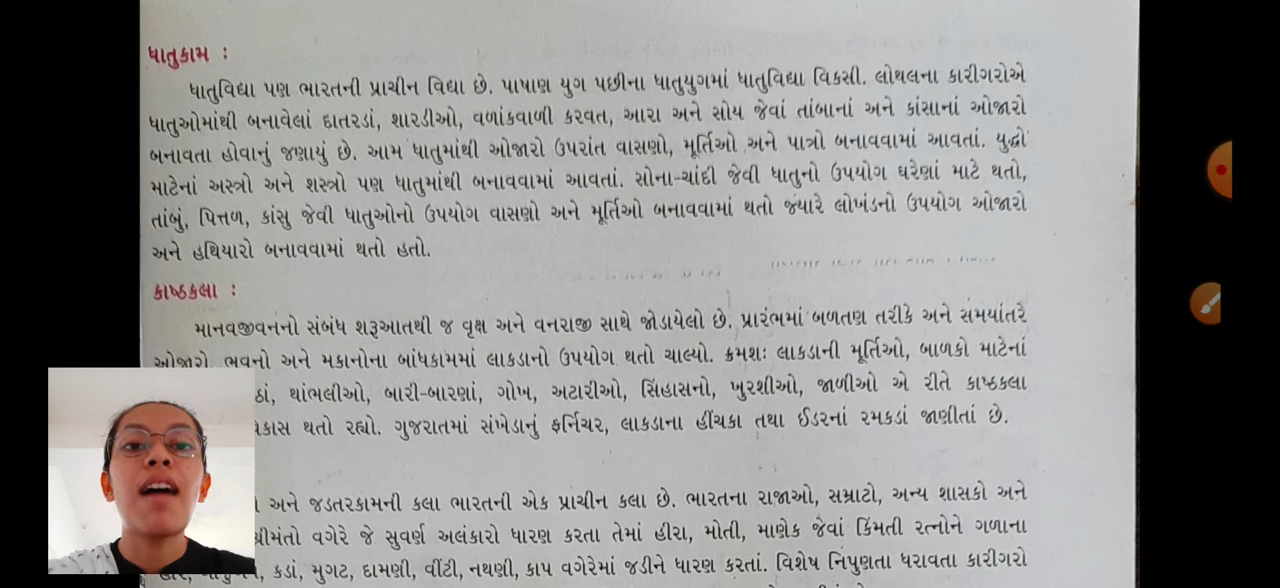 ધાતુકામ :
ધાતુવિદ્યા પણ ભારતની પ્રાચીન વિદ્યા છે. પાષાણ યુગ પછીના ધાતુયુગમાં ધાતુવિદ્યા વિકસી. લોથલના કારીગરોએ
ધાતુઓમાંથી બનાવેલાં દાતરડાં, શારડીઓ, વળાંકવાળી કરવત, આરા અને સોય જેવાં તાંબાનાં અને કાંસાનાં ઓજારો
બનાવતા હોવાનું જણાયું છે. આમ ધાતુમાંથી ઓજારો ઉપરાંત વાસણો, મૂર્તિઓ અને પાત્રો બનાવવામાં આવતાં. યુદ્ધો
માટેનાં અસ્ત્રો અને શસ્ત્રો પણ ધાતુમાંથી બનાવવામાં આવતાં. સોના-ચાંદી જેવી ધાતુનો ઉપયોગ ઘરેણાં માટે થતો,
તાંબું, પિત્તળ, કાંસુ જેવી ધાતુઓનો ઉપયોગ વાસણો અને મૂર્તિઓ બનાવવામાં થતો જ્યારે લોખંડનો ઉપયોગ ઓજારો
અને હથિયારો બનાવવામાં થતો હતો.
કાષ્ઠકલા :
માનવજીવનનો સંબંધ શરૂઆતથી જ વૃક્ષ અને વનરાજી સાથે જોડાયેલો છે. પ્રારંભમાં બળતણ તરીકે અને સમયાંતરે
ઓજારો ભવનો અને મકાનોના બાંધકામમાં લાકડાનો ઉપયોગ થતો ચાલ્યો. ક્રમશઃ લાકડાની મૂર્તિઓ, બાળકો માટેનાં
થાંભલીઓ, બારી-બારણાં, ગોખ, અટારીઓ, સિંહાસનો, ખુરશીઓ, જાળીઓ એ રીતે કાષ્ઠકલા
થતો રહ્યો. ગુજરાતમાં સંખેડાનું ફર્નિચર, લાકડાના હીંચકા તથા ઈડરનાં રમકડાં જાણીતાં છે.
અને જડતરકામની કલા ભારતની એક પ્રાચીન કલા છે. ભારતના રાજાઓ, સમ્રાટો, અન્ય શાસકો અને
વગેરે જે સુવર્ણ અલંકારો ધારણ કરતા તેમાં હીરા, મોતી, માણેક જેવાં કિંમતી રત્નોને ગળાના
કડાં, મુગટ, દામણી, વીંટી, નથણી, કાપ વગેરેમાં જડીને ધારણ કરતાં. વિશેષ નિપુણતા ધરાવતા કારીગરો